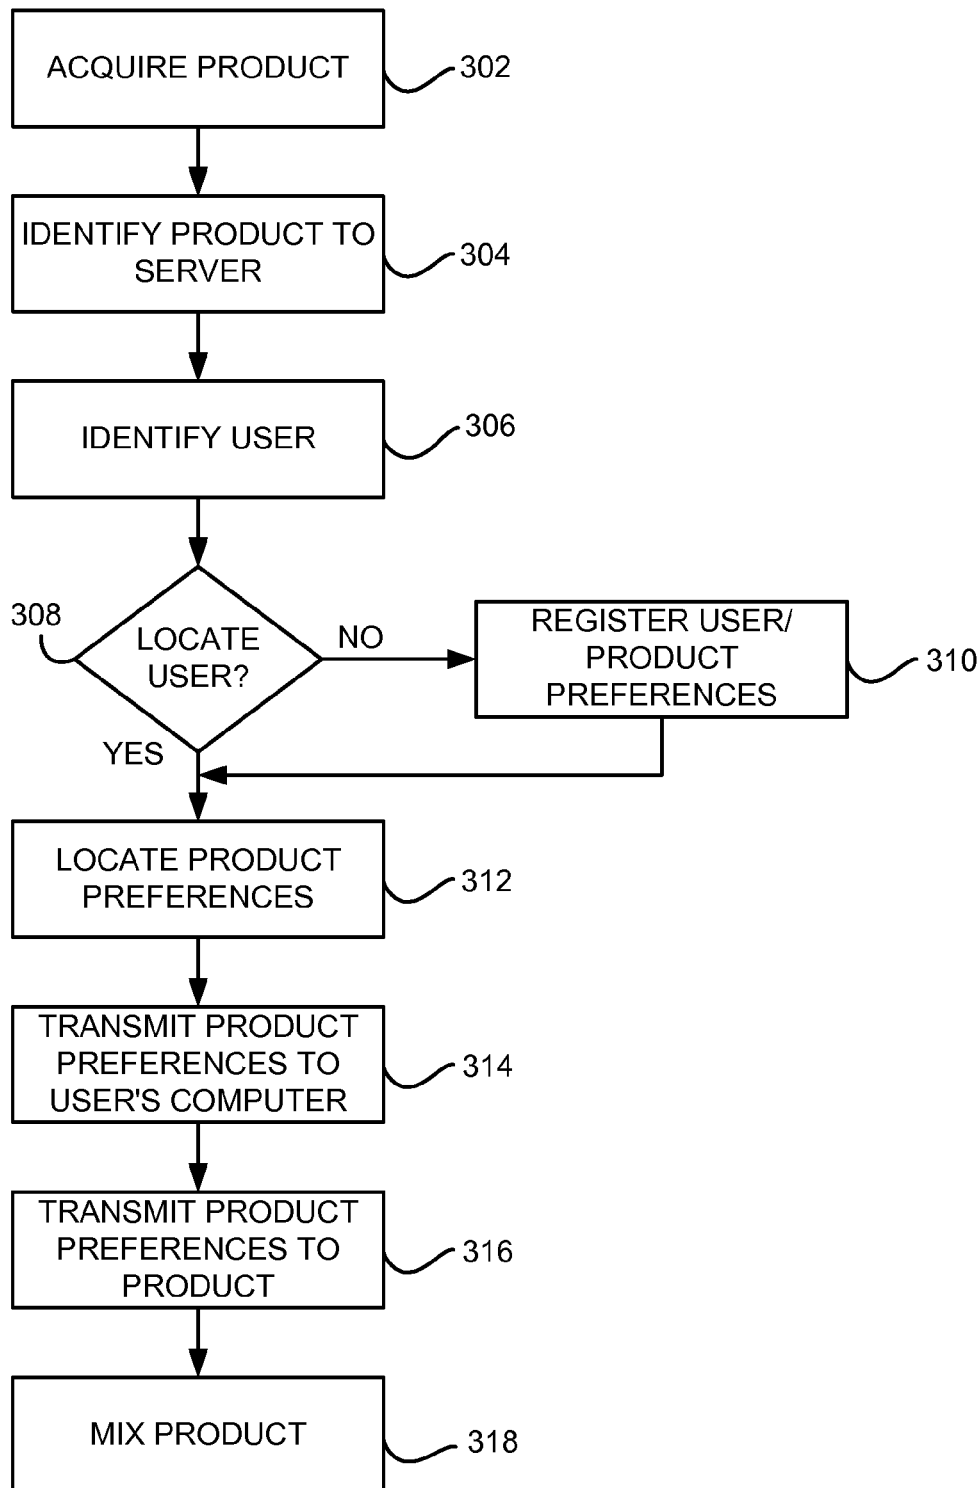 ACQUIRE PRODUCT
302
IDENTIFY PRODUCT TO
SERVER
304
IDENTIFY USER
306
308
LOCATE
USER?
NO
REGISTER USER/
PRODUCT
PREFERENCES
310
YES
LOCATE PRODUCT
PREFERENCES
312
TRANSMIT PRODUCT
PREFERENCES TO
USER'S COMPUTER
314
TRANSMIT PRODUCT
PREFERENCES TO
PRODUCT
316
MIX PRODUCT
318